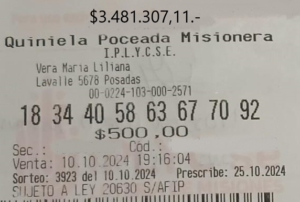 $3.481.307,11.-
Quiniela Poceada Misionera
I.P.L.Y.C.S.E.
Vera Maria Liliana
Lavalle 5678 Posadas
00-0224-103-000-2571
18 34 40 58 63 67 70 92
$500,00
Sec.: Cód.:
Venta: 10.10.2024 19:16:04
Sorteo: 3923 del 10.10.2024 Prescribe: 25.10.2024
SUJETO A LEY 20630 S/AFIP